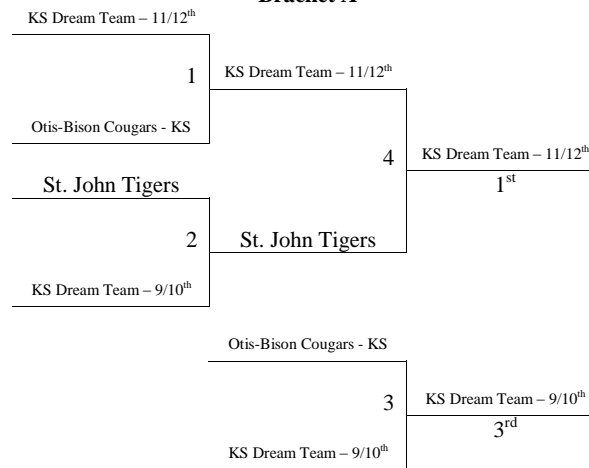 Bracket A
KS Dream Team – 11/12th
1
KS Dream Team – 11/12th
Otis-Bison Cougars - KS
4
KS Dream Team – 11/12th
1st
St. John Tigers
2
St. John Tigers
KS Dream Team – 9/10th
Otis-Bison Cougars - KS
3
KS Dream Team – 9/10th
3rd
KS Dream Team – 9/10th